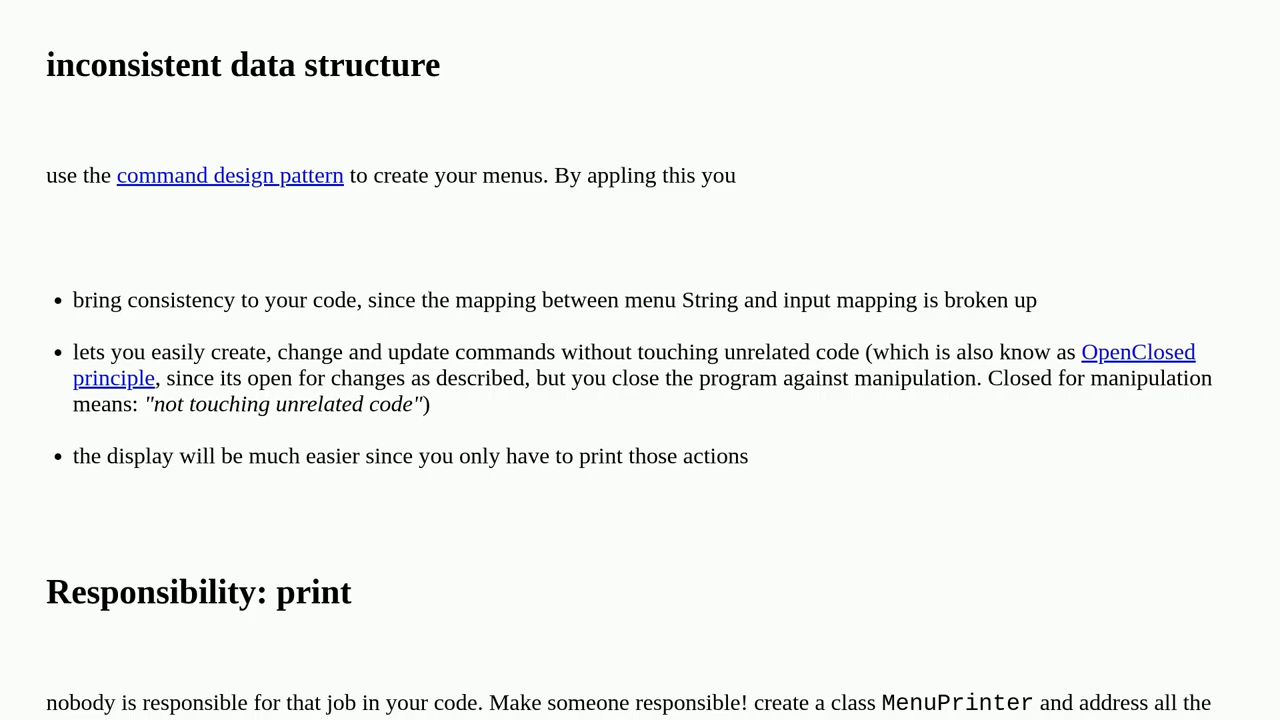 inconsistent data structure
use the command design pattern to create your menus. By appling this you
• bring consistency to your code, since the mapping between menu String and input mapping is broken up
• lets you easily create, change and update commands without touching unrelated code (which is also know as OpenClosed
principle, since its open for changes as described, but you close the program against manipulation. Closed for manipulation
means: "not touching unrelated code")
• the display will be much easier since you only have to print those actions
Responsibility: print
nobody is responsible for that job in your code. Make someone responsible! create a class MenuPrinter and address all the